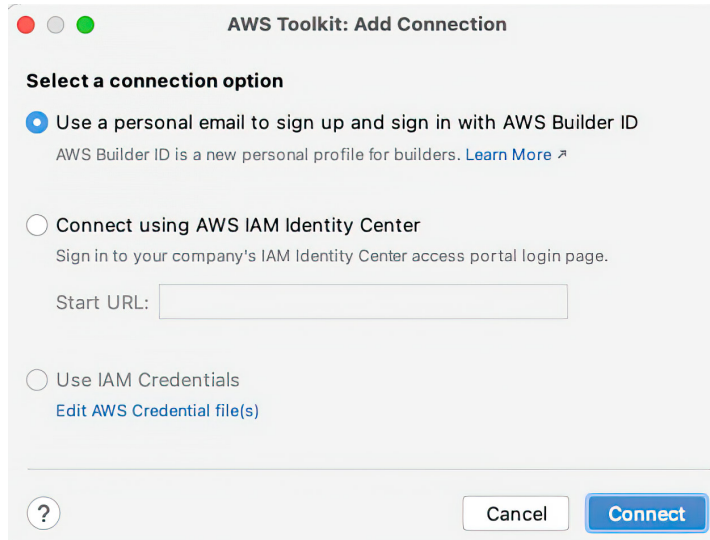 AWS Toolkit: Add Connection
Select a connection option
Use a personal email to sign up and sign in with AWS Builder ID
AWS Builder ID is a new personal profile for builders. Learn More ↗
Connect using AWS IAM Identity Center
Sign in to your company's IAM Identity Center access portal login page.
Start URL:
Use IAM Credentials
Edit AWS Credential file(s)
?
Cancel
Connect